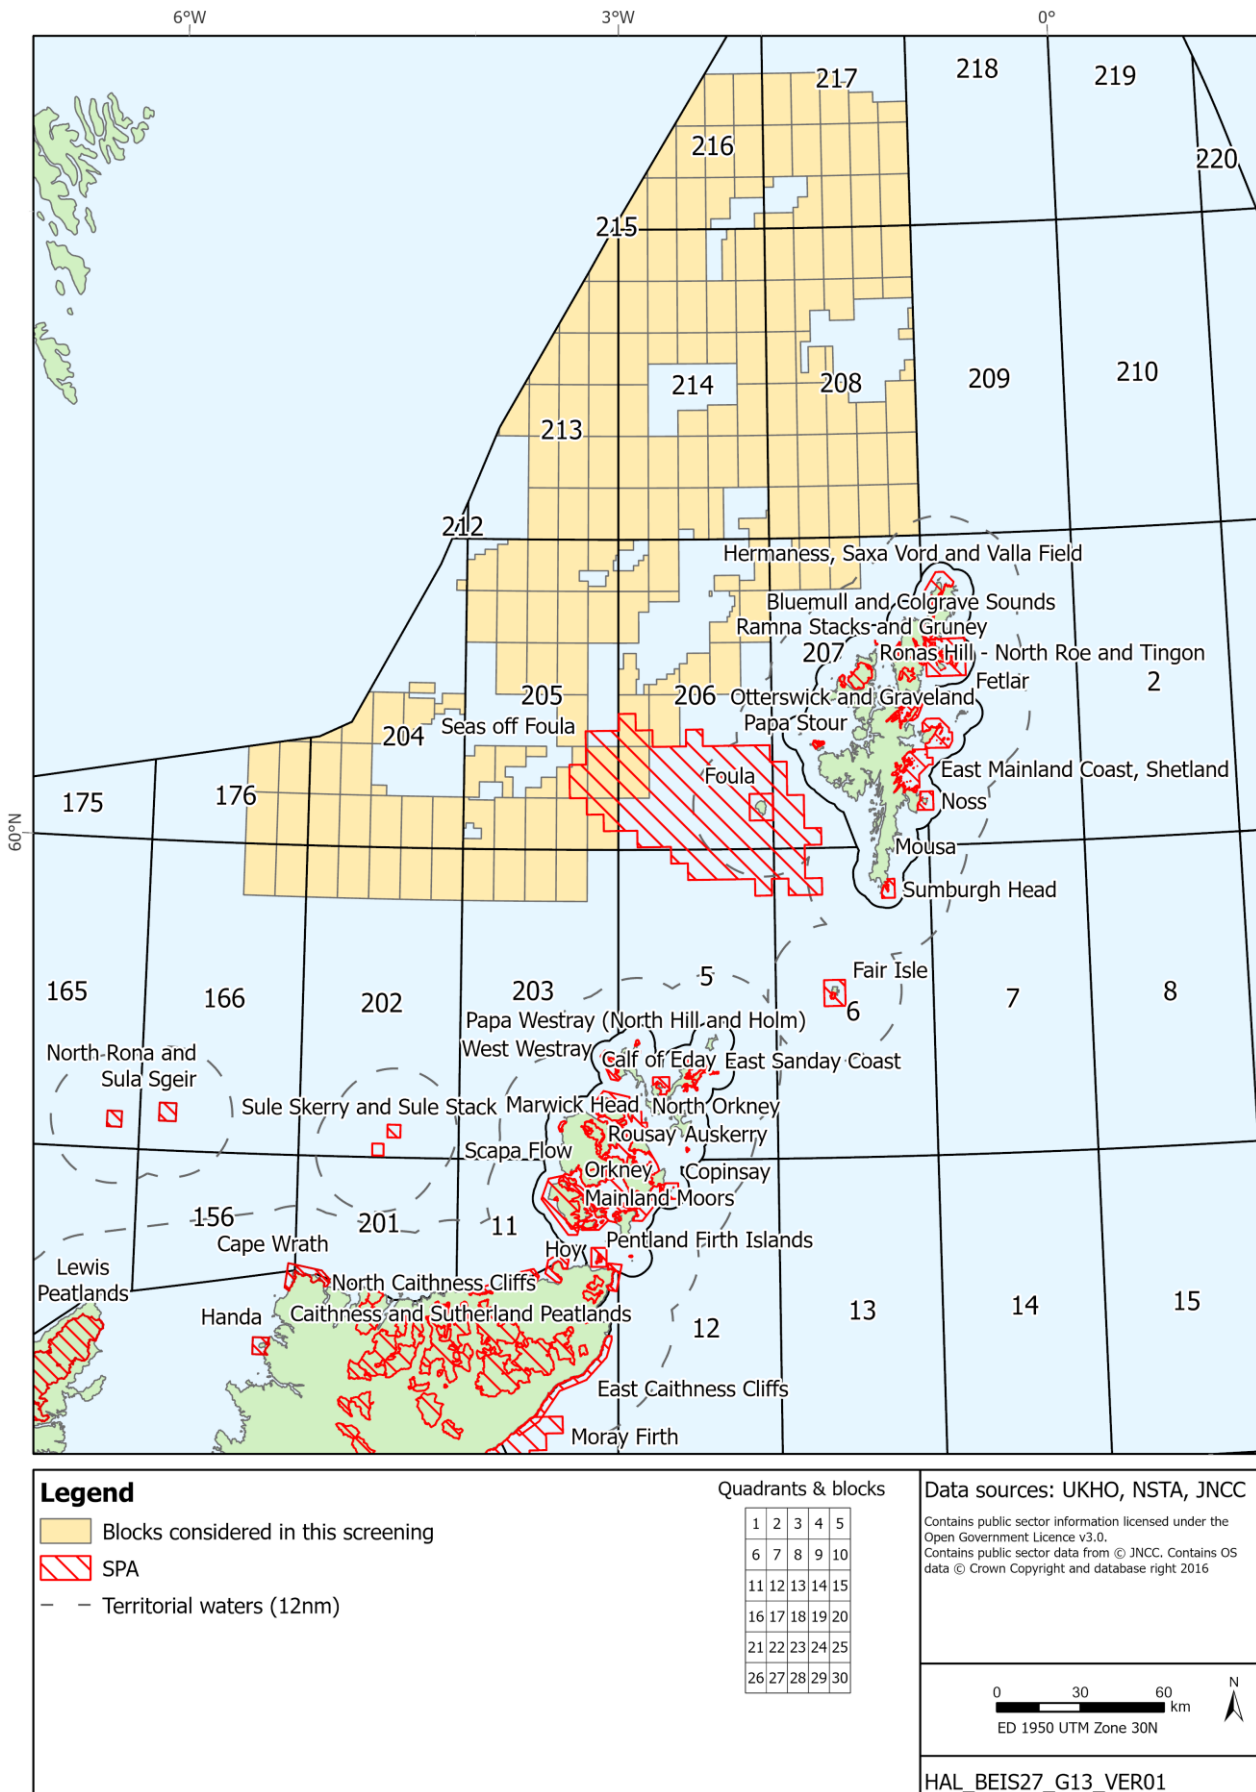 6°W
3°W
0°
60°N
217
218
219
216
220
215
214
208
209
210
213
212
Hermaness, Saxa Vord and Valla Field
Bluemull and Colgrave Sounds
Ramna Stacks and Gruney
207
Ronas Hill - North Roe and Tingon
Fetlar
2
205
206
Otterswick and Graveland
204
Seas off Foula
Papa Stour
Foula
East Mainland Coast, Shetland
175
176
Noss
Mousa
Sumburgh Head
165
166
202
203
5
Fair Isle
6
7
8
Papa Westray (North Hill and Holm)
West Westray
Calf of Eday
East Sanday Coast
North Rona and
Sula Sgeir
Sule Skerry and Sule Stack
Marwick Head
North Orkney
Rousay
Auskerry
Scapa Flow
Orkney
Mainland Moors
Copinsay
156
201
11
Cape Wrath
Hoy
Pentland Firth Islands
Lewis
Peatlands
North Caithness Cliffs
Handa
Caithness and Sutherland Peatlands
12
13
14
15
East Caithness Cliffs
Moray Firth
Legend
Blocks considered in this screening
SPA
Territorial waters (12nm)
Quadrants & blocks
1 2 3 4 5
6 7 8 9 10
11 12 13 14 15
16 17 18 19 20
21 22 23 24 25
26 27 28 29 30
Data sources: UKHO, NSTA, JNCC
Contains public sector information licensed under the
Open Government Licence v3.0.
Contains public sector data from © JNCC. Contains OS
data © Crown Copyright and database right 2016
0 30 60
km
N
ED 1950 UTM Zone 30N
HAL_BEIS27_G13_VER01